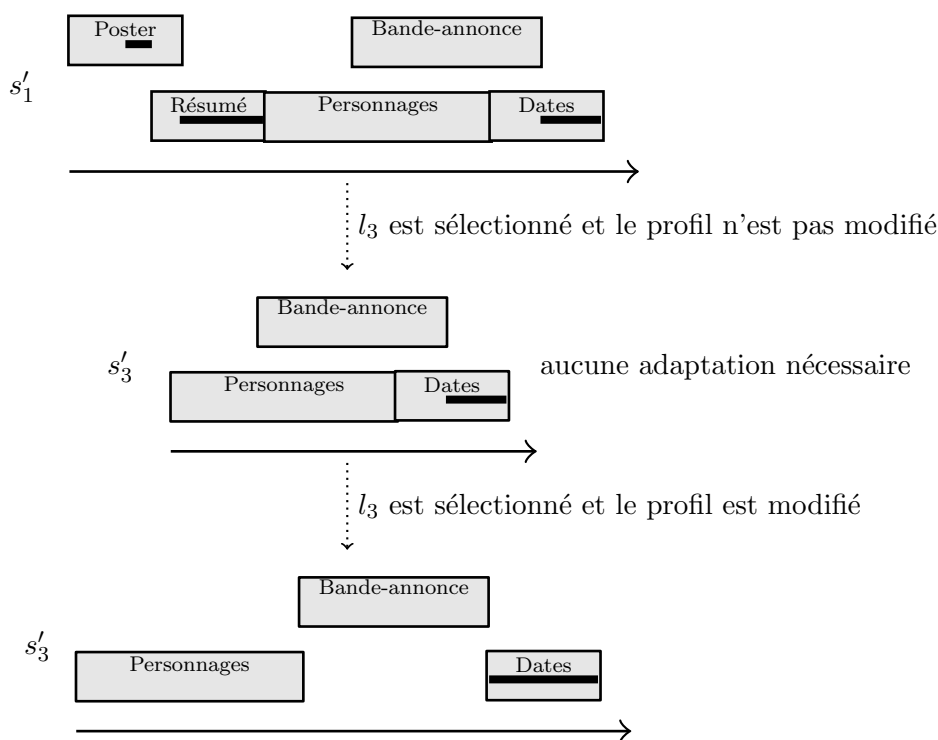 Poster
Bande-annonce
s′₁
Résumé
Personnages
Dates
l₃ est sélectionné et le profil n'est pas modifié
Bande-annonce
s′₃
aucune adaptation nécessaire
Personnages
Dates
l₃ est sélectionné et le profil est modifié
Bande-annonce
s′₃
Personnages
Dates